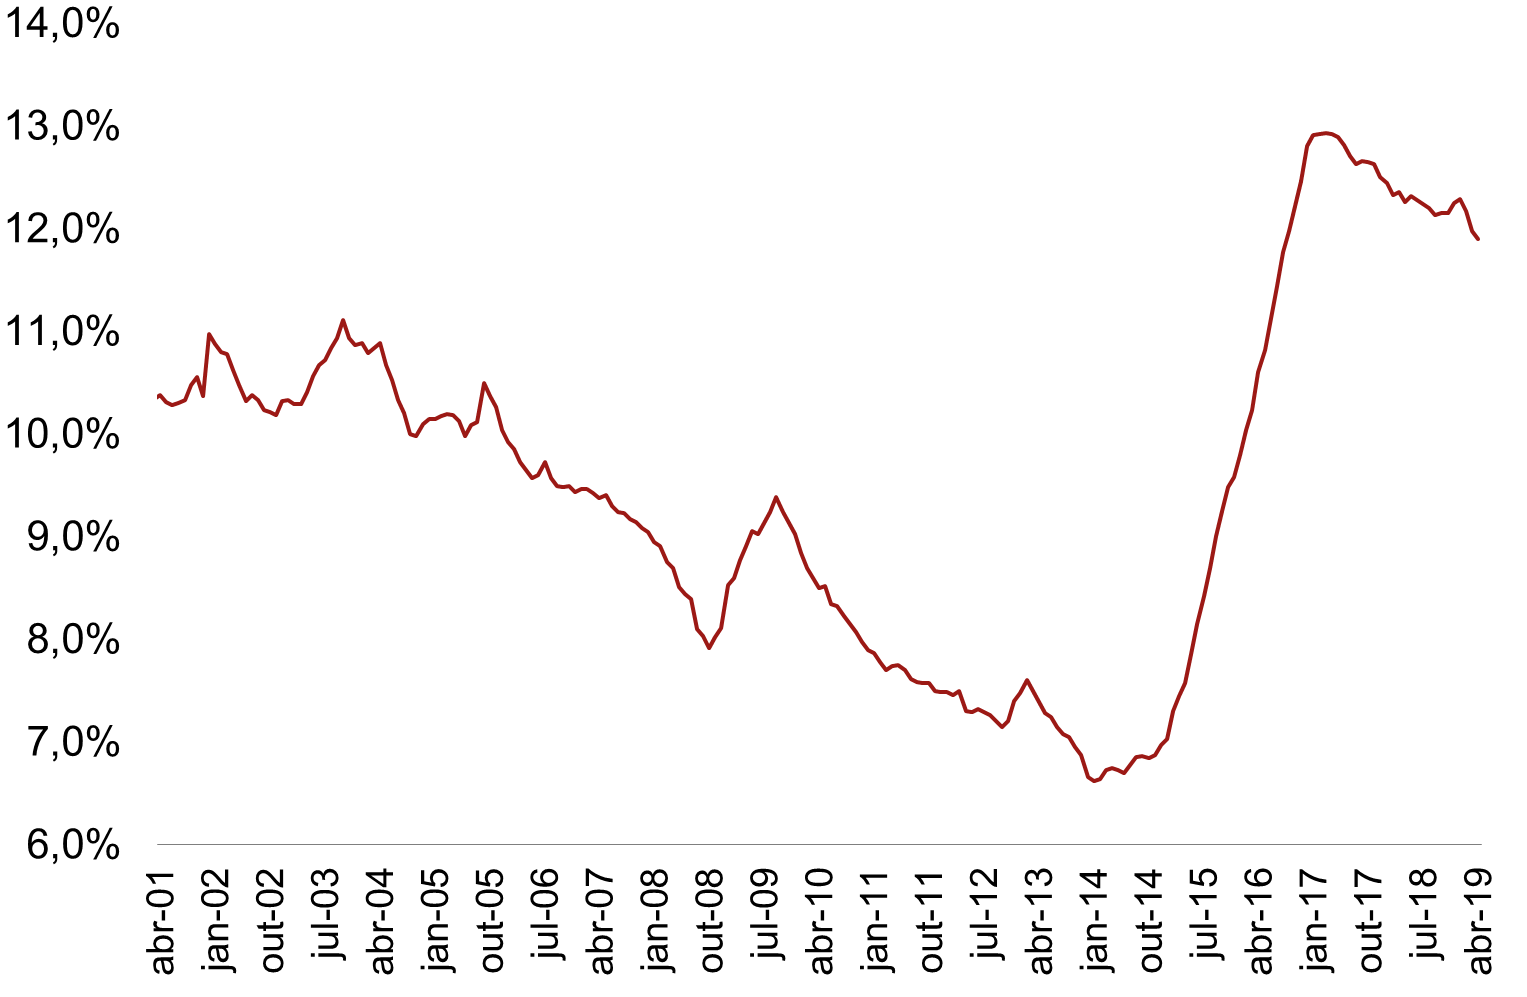 14,0%
13,0%
12,0%
11,0%
10,0%
9,0%
8,0%
7,0%
6,0%
abr-01
jan-02
out-02
jul-03
abr-04
jan-05
out-05
jul-06
abr-07
jan-08
out-08
jul-09
abr-10
jan-11
out-11
jul-12
abr-13
jan-14
out-14
jul-15
abr-16
jan-17
out-17
jul-18
abr-19